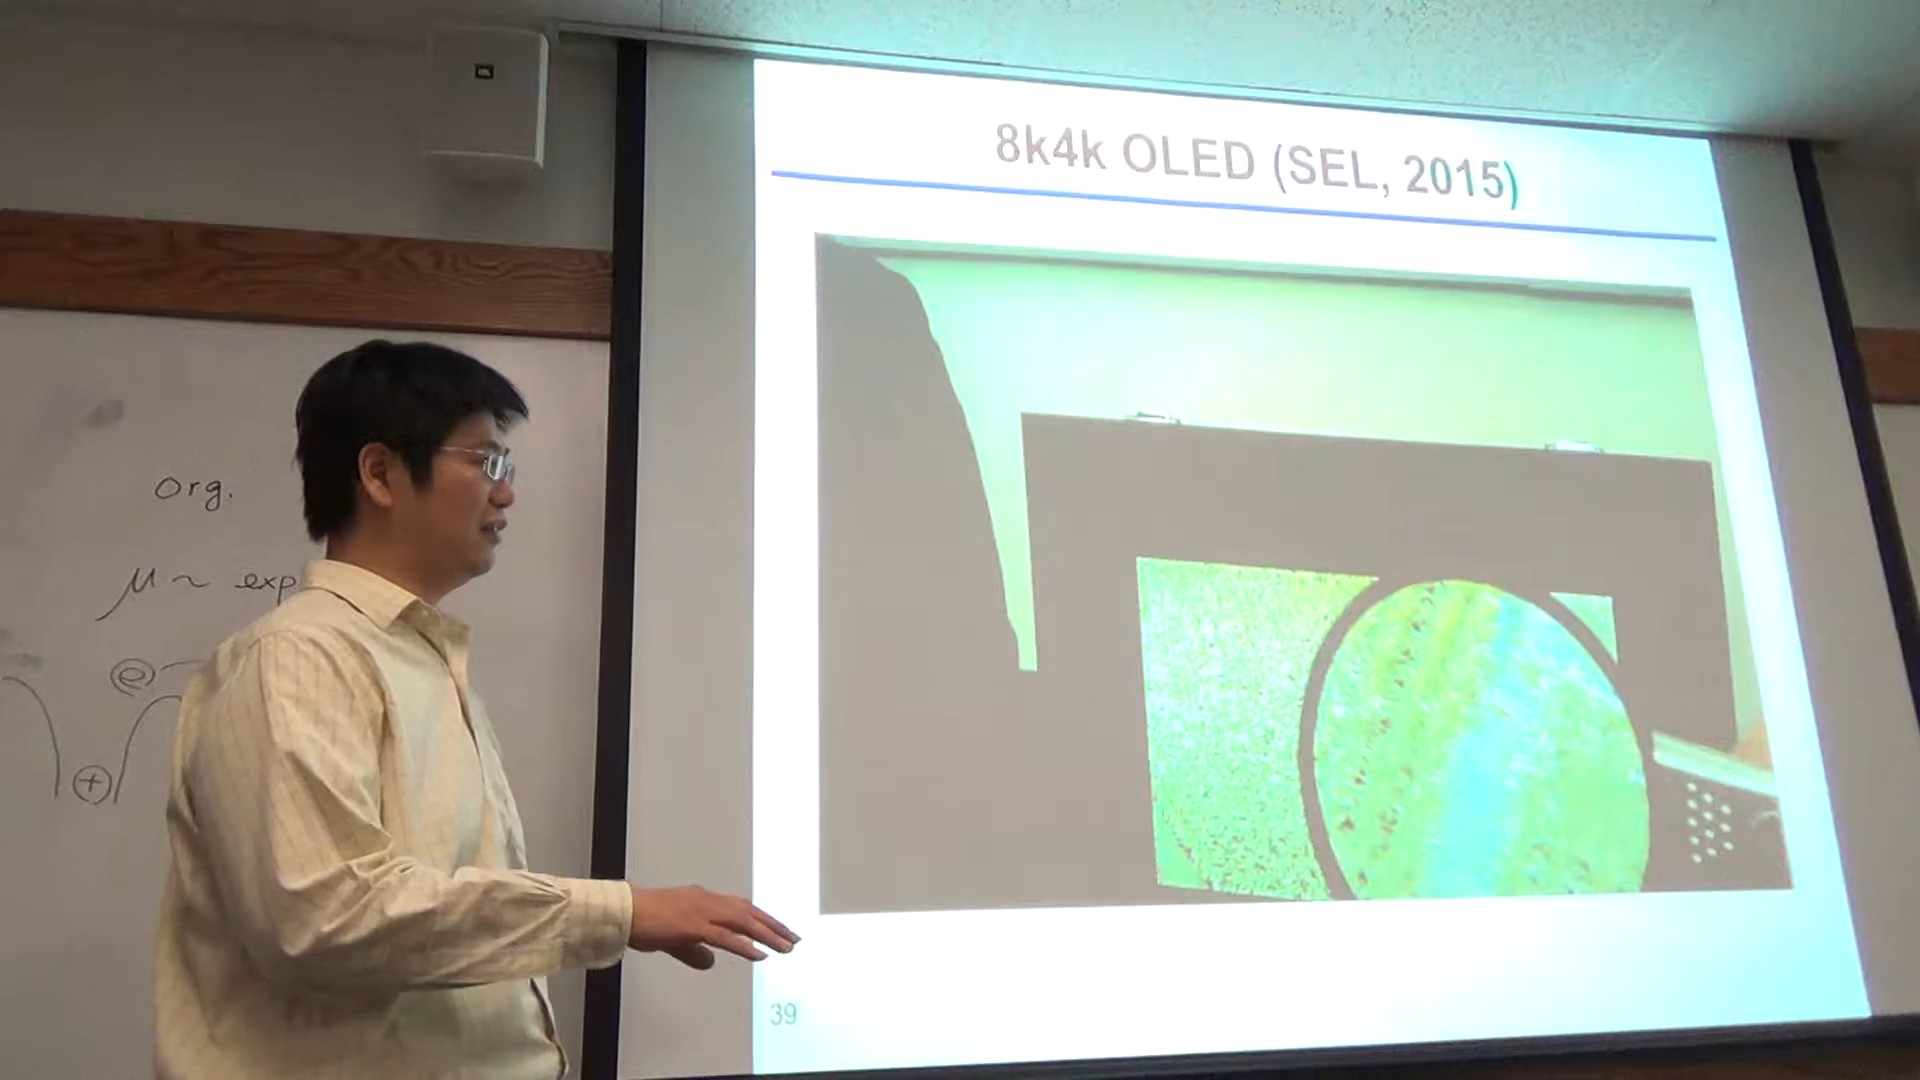 8k4k OLED (SEL, 2015)
org.
μ ~ exp
e
+
39